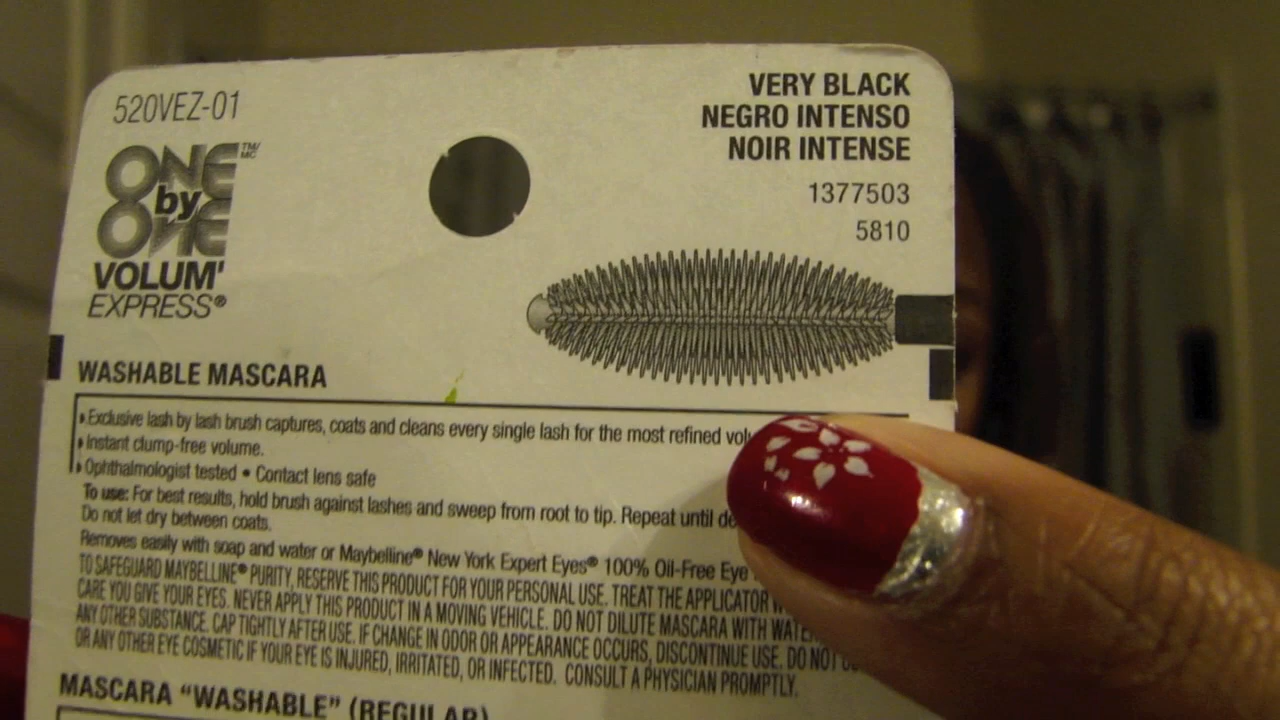 520VEZ-01
ONE TM/MC
by
ONE
VOLUM'
EXPRESS®
VERY BLACK
NEGRO INTENSO
NOIR INTENSE
1377503
5810
WASHABLE MASCARA
Exclusive lash by lash brush captures, coats and cleans every single lash for the most refined
Instant clump-free volume.
Ophthalmologist tested • Contact lens safe
To use: For best results, hold brush against lashes and sweep from root to tip. Repeat until
Do not let dry between coats.
Removes easily with soap and water or Maybelline® New York Expert Eyes® 100% Oil-Free Eye
TO SAFEGUARD MAYBELLINE® PURITY, RESERVE THIS PRODUCT FOR YOUR PERSONAL USE. TREAT THE APPLICATOR
CARE YOU GIVE YOUR EYES. NEVER APPLY THIS PRODUCT IN A MOVING VEHICLE. DO NOT DILUTE MASCARA WITH
ANY OTHER SUBSTANCE. CAP TIGHTLY AFTER USE. IF CHANGE IN ODOR OR APPEARANCE OCCURS, DISCONTINUE USE. DO NOT
OR ANY OTHER EYE COSMETIC IF YOUR EYE IS INJURED, IRRITATED, OR INFECTED. CONSULT A PHYSICIAN PROMPTLY.
MASCARA "WASHABLE" (REGULAR)